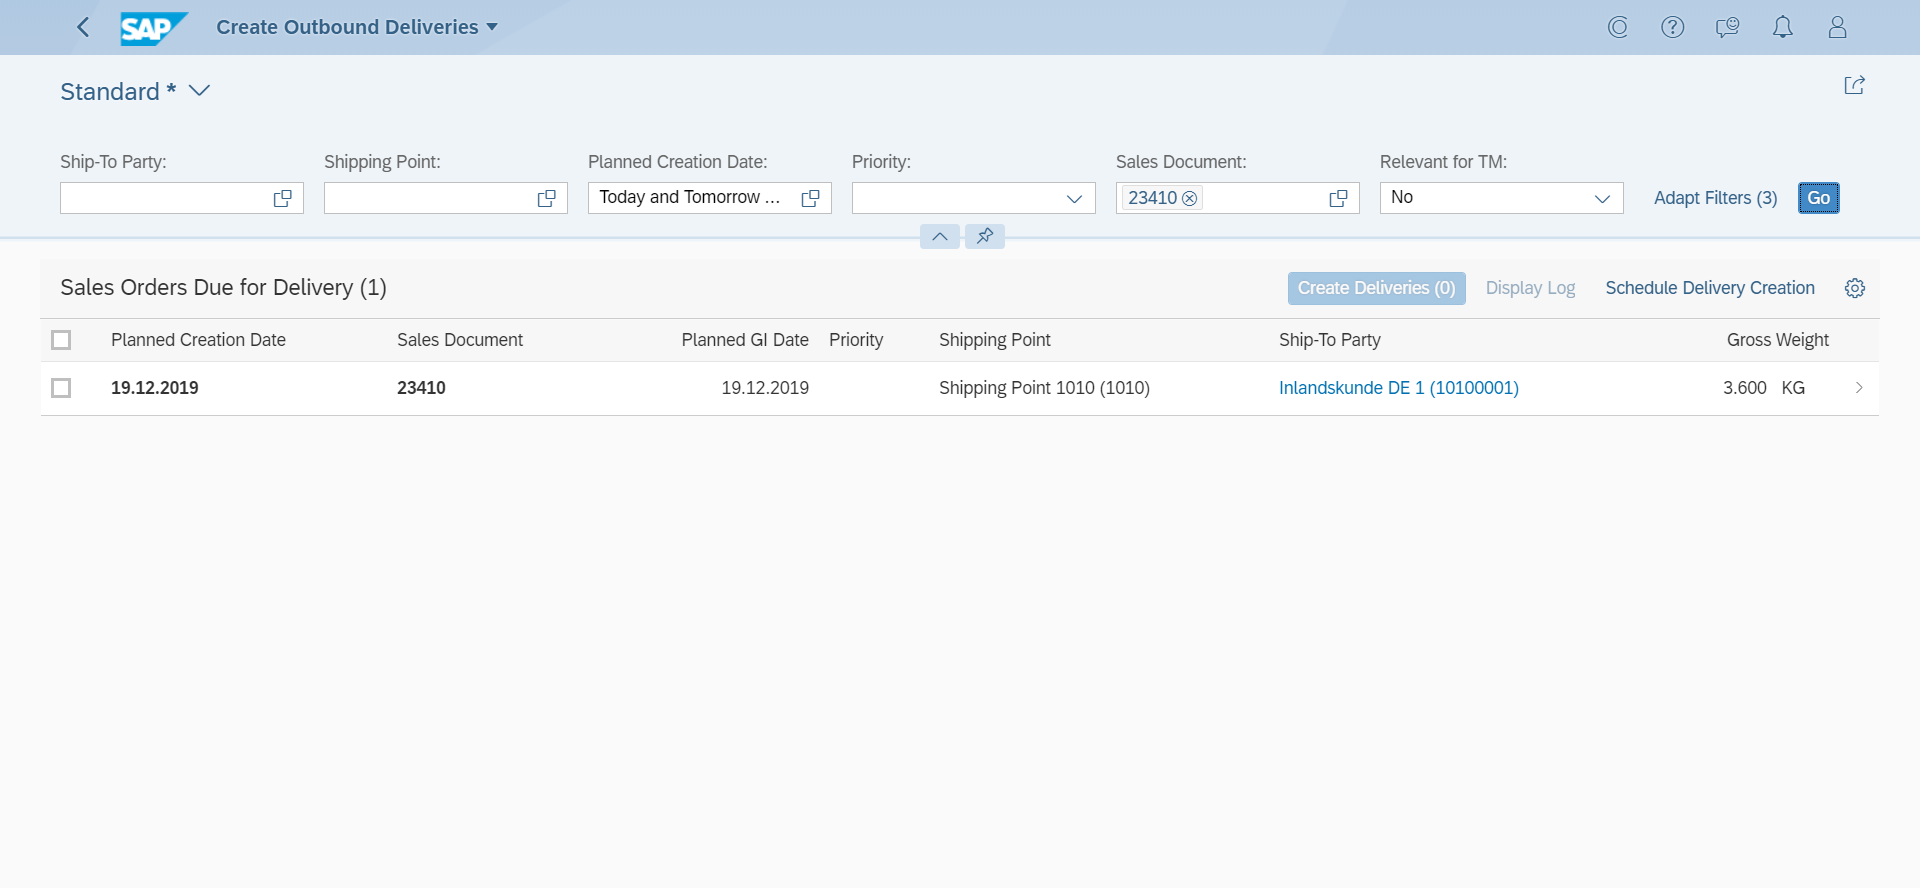 SAP Create Outbound Deliveries
Standard *
Ship-To Party: Shipping Point: Planned Creation Date: Priority: Sales Document: Relevant for TM:
Today and Tomorrow ... 23410 No Adapt Filters (3) Go
Sales Orders Due for Delivery (1) Create Deliveries (0) Display Log Schedule Delivery Creation
Planned Creation Date Sales Document Planned GI Date Priority Shipping Point Ship-To Party Gross Weight
19.12.2019 23410 19.12.2019 Shipping Point 1010 (1010) Inlandskunde DE 1 (10100001) 3.600 KG